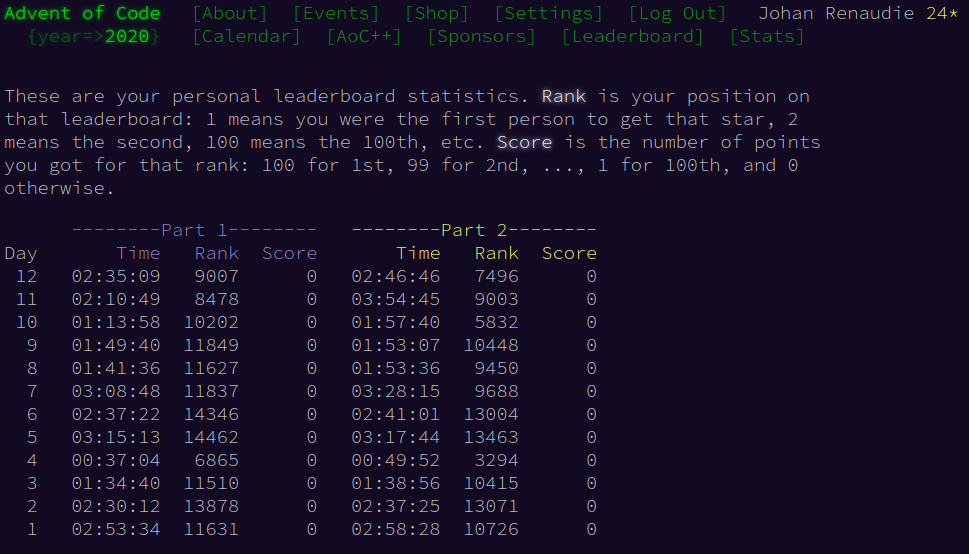 Advent of Code [About] [Events] [Shop] [Settings] [Log Out] Johan Renaudie 24*
{year=>2020} [Calendar] [AoC++] [Sponsors] [Leaderboard] [Stats]
These are your personal leaderboard statistics. Rank is your position on
that leaderboard: 1 means you were the first person to get that star, 2
means the second, 100 means the 100th, etc. Score is the number of points
you got for that rank: 100 for 1st, 99 for 2nd, ..., 1 for 100th, and 0
otherwise.
--------Part 1-------- --------Part 2--------
Day Time Rank Score Time Rank Score
12 02:35:09 9007 0 02:46:46 7496 0
11 02:10:49 8478 0 03:54:45 9003 0
10 01:13:58 10202 0 01:57:40 5832 0
9 01:49:40 11849 0 01:53:07 10448 0
8 01:41:36 11627 0 01:53:36 9450 0
7 03:08:48 11837 0 03:28:15 9688 0
6 02:37:22 14346 0 02:41:01 13004 0
5 03:15:13 14462 0 03:17:44 13463 0
4 00:37:04 6865 0 00:49:52 3294 0
3 01:34:40 11510 0 01:38:56 10415 0
2 02:30:12 13878 0 02:37:25 13071 0
1 02:53:34 11631 0 02:58:28 10726 0